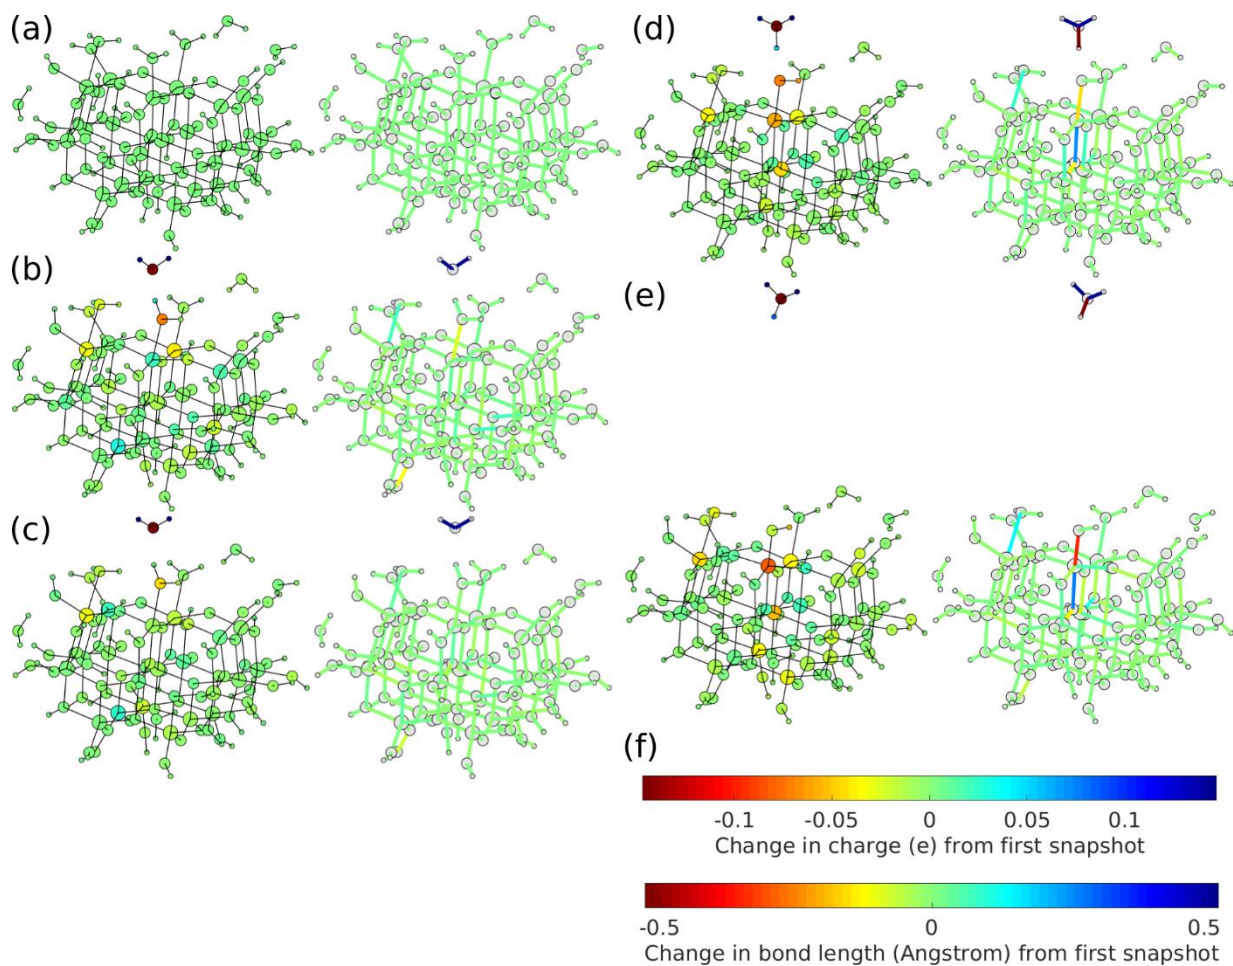 (a)
(b)
(c)
(d)
(e)
(f)
-0.1 -0.05 0 0.05 0.1
Change in charge (e) from first snapshot
-0.5 0 0.5
Change in bond length (Angstrom) from first snapshot